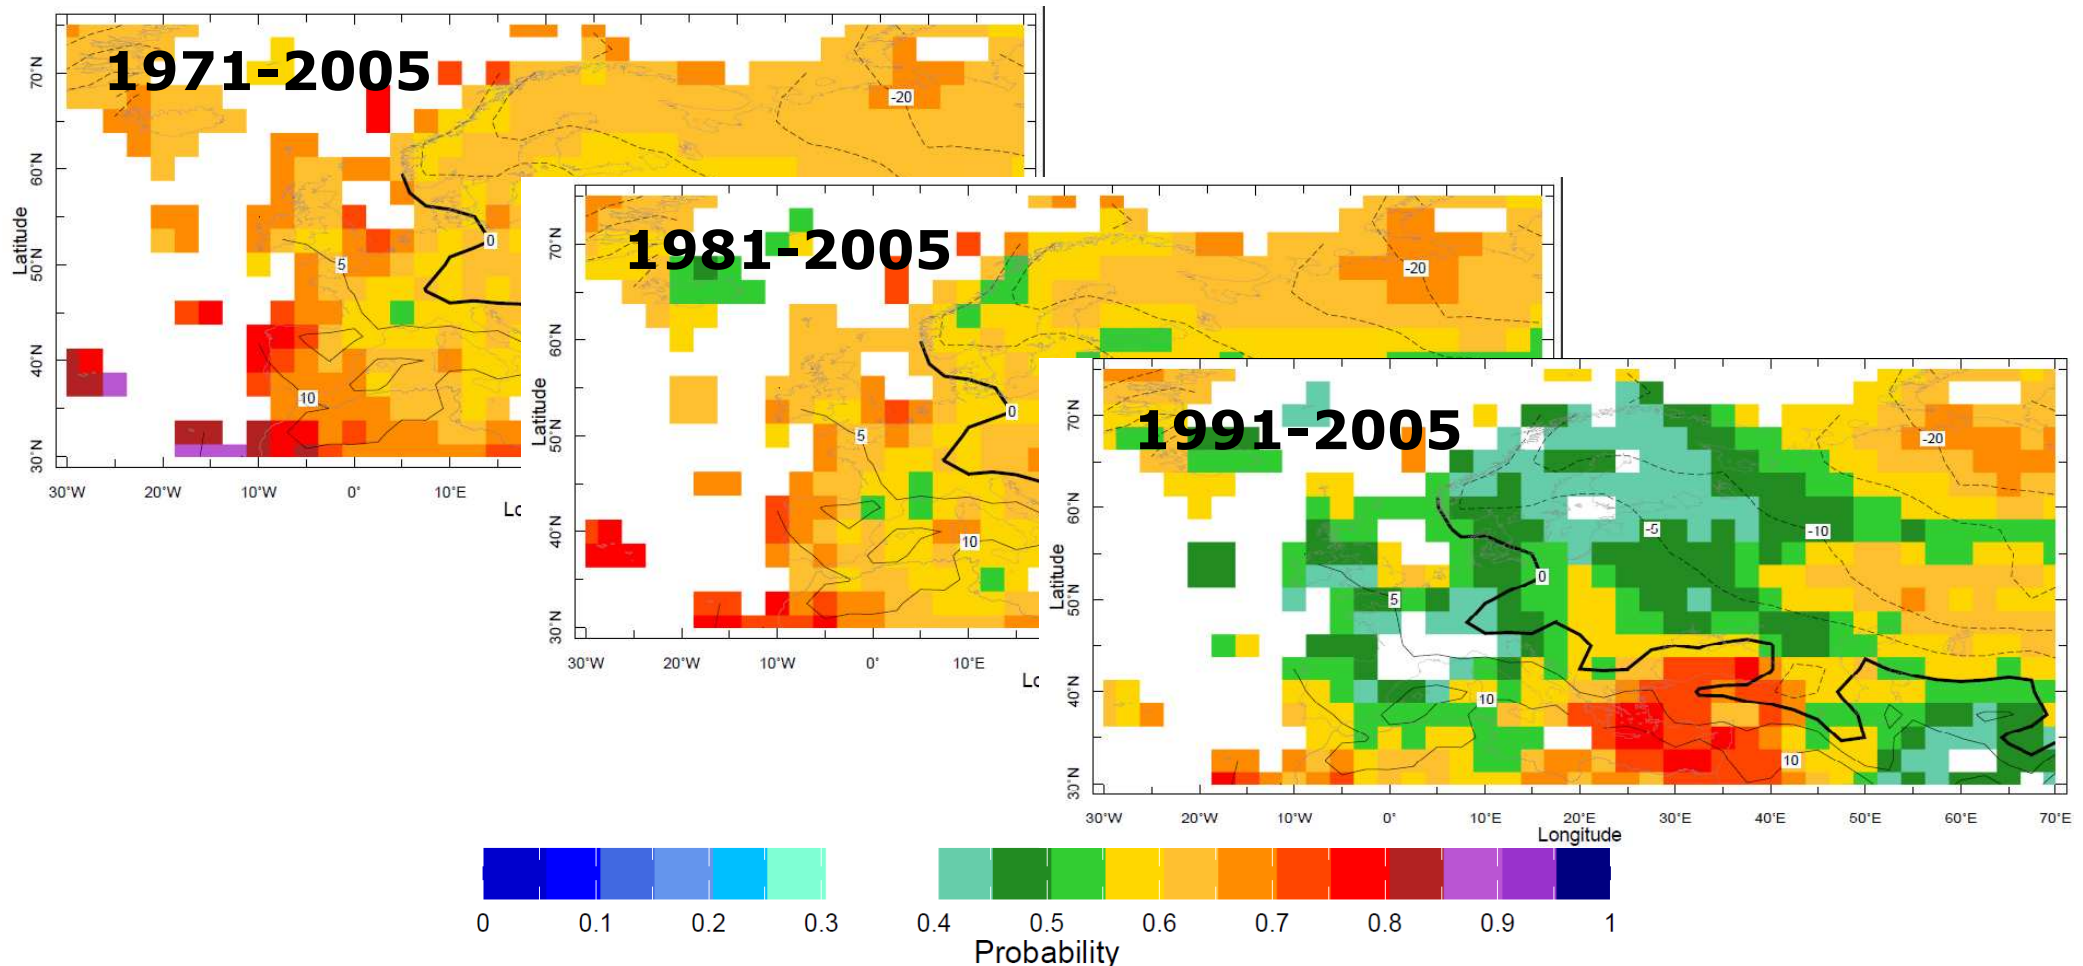 1971-2005
Latitude
70°N
60°N
50°N
40°N
30°N
30°W 20°W 10°W 0° 10°E
Lo
-20
0
5
10
1981-2005
Latitude
70°N
60°N
50°N
40°N
30°N
30°W 20°W 10°W 0° 10°E
Lo
-20
0
5
10
1991-2005
Latitude
70°N
60°N
50°N
40°N
30°N
30°W 20°W 10°W 0° 10°E 20°E 30°E 40°E 50°E 60°E 70°E
Longitude
-20
-5
-10
0
5
10
10
0 0.1 0.2 0.3 0.4 0.5 0.6 0.7 0.8 0.9 1
Probability